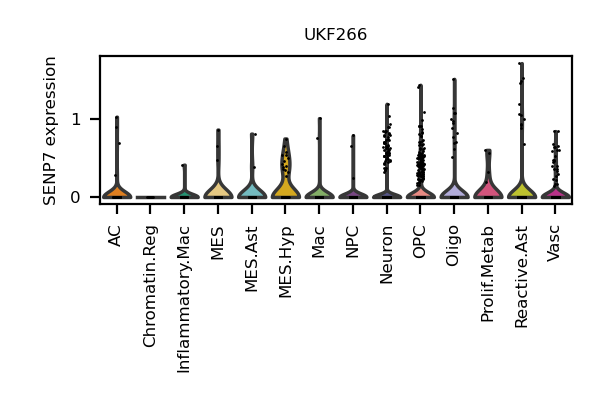 UKF266
SENP7 expression
1
0
AC
Chromatin.Reg
Inflammatory.Mac
MES
MES.Ast
MES.Hyp
Mac
NPC
Neuron
OPC
Oligo
Prolif.Metab
Reactive.Ast
Vasc